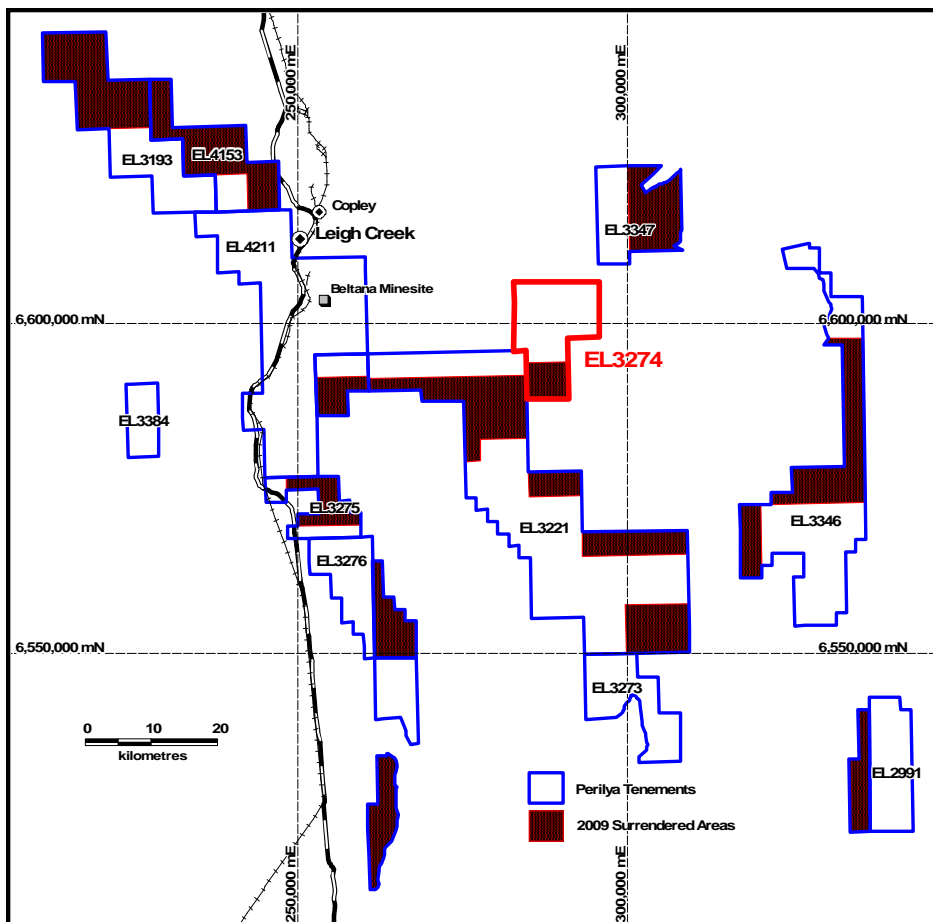 250,000 mE
300,000 mE
EL3193
EL4153
Copley
EL3347
EL4211
Leigh Creek
Beltana Minesite
6,600,000 mN
6,600,000 mN
EL3274
EL3384
EL3275
EL3221
EL3346
EL3276
6,550,000 mN
6,550,000 mN
EL3273
0 10 20
kilometres
EL2991
Perilya Tenements
2009 Surrendered Areas
250,000 mE
300,000 mE